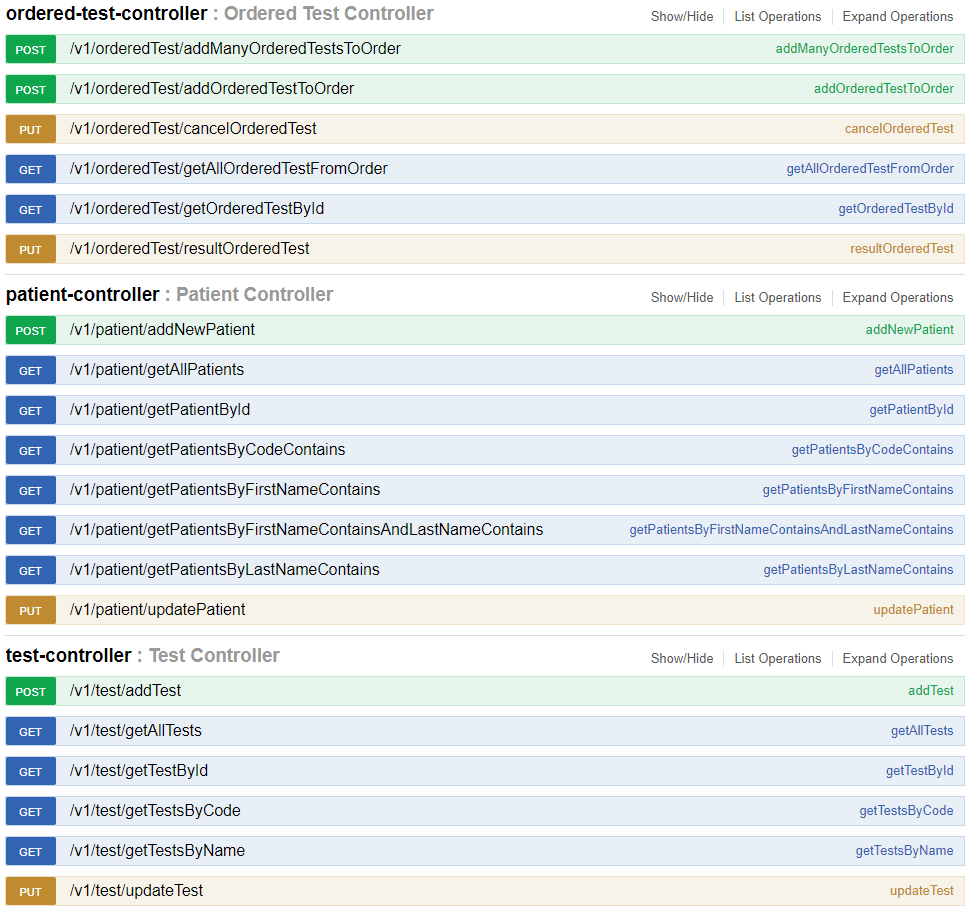 ordered-test-controller : Ordered Test Controller Show/Hide List Operations Expand Operations
POST /v1/orderedTest/addManyOrderedTestsToOrder addManyOrderedTestsToOrder
POST /v1/orderedTest/addOrderedTestToOrder addOrderedTestToOrder
PUT /v1/orderedTest/cancelOrderedTest cancelOrderedTest
GET /v1/orderedTest/getAllOrderedTestFromOrder getAllOrderedTestFromOrder
GET /v1/orderedTest/getOrderedTestById getOrderedTestById
PUT /v1/orderedTest/resultOrderedTest resultOrderedTest
patient-controller : Patient Controller Show/Hide List Operations Expand Operations
POST /v1/patient/addNewPatient addNewPatient
GET /v1/patient/getAllPatients getAllPatients
GET /v1/patient/getPatientById getPatientById
GET /v1/patient/getPatientsByCodeContains getPatientsByCodeContains
GET /v1/patient/getPatientsByFirstNameContains getPatientsByFirstNameContains
GET /v1/patient/getPatientsByFirstNameContainsAndLastNameContains getPatientsByFirstNameContainsAndLastNameContains
GET /v1/patient/getPatientsByLastNameContains getPatientsByLastNameContains
PUT /v1/patient/updatePatient updatePatient
test-controller : Test Controller Show/Hide List Operations Expand Operations
POST /v1/test/addTest addTest
GET /v1/test/getAllTests getAllTests
GET /v1/test/getTestById getTestById
GET /v1/test/getTestsByCode getTestsByCode
GET /v1/test/getTestsByName getTestsByName
PUT /v1/test/updateTest updateTest